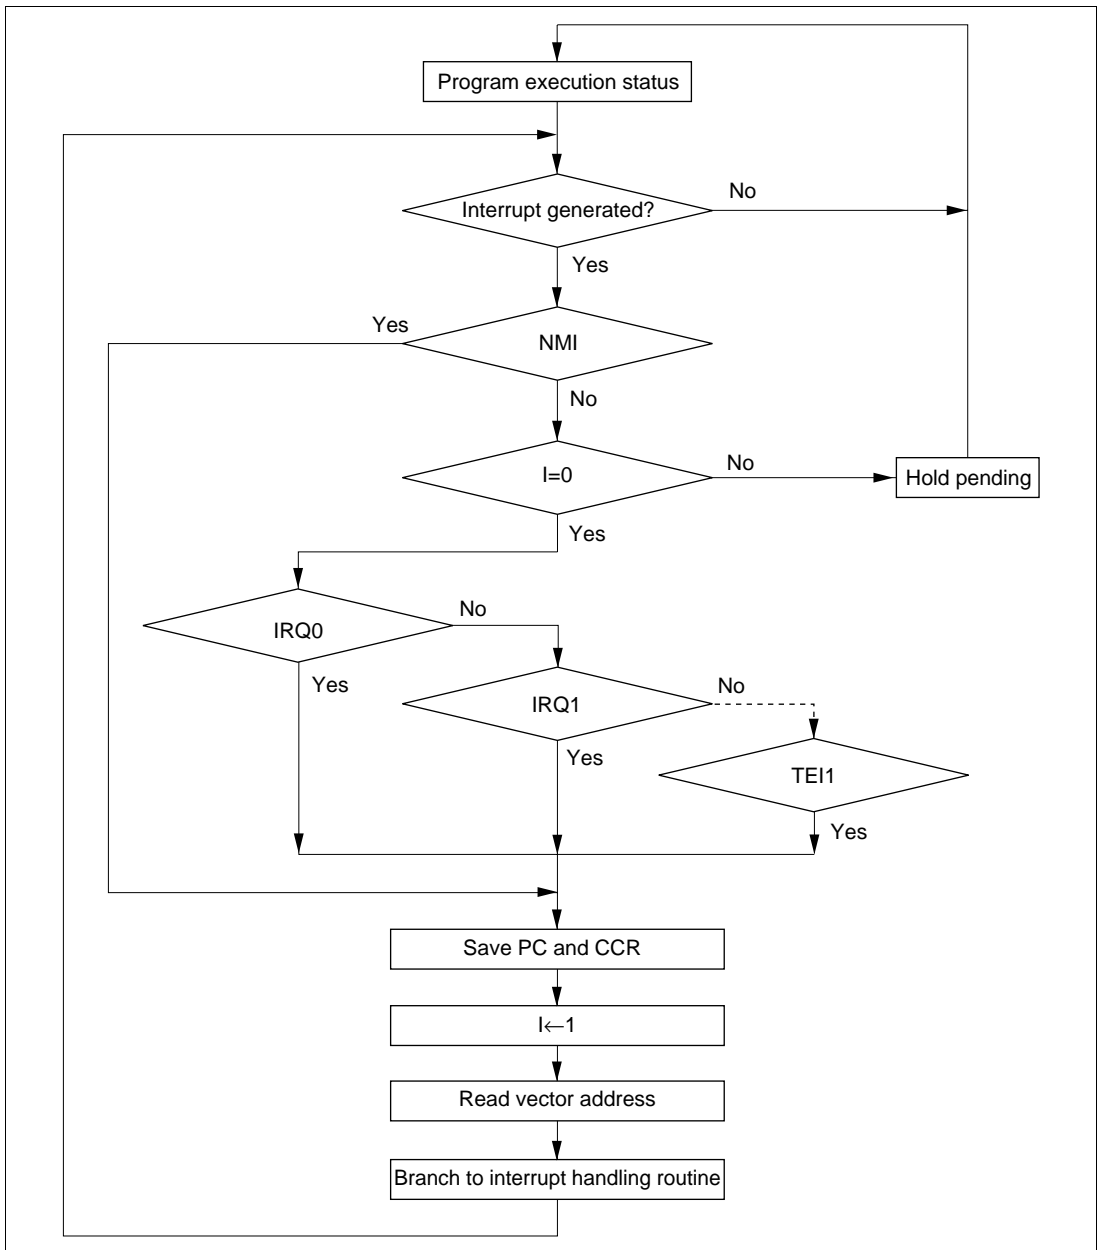 Program execution status
Interrupt generated?
No
Yes
Yes
NMI
No
I=0
No
Hold pending
Yes
IRQ0
No
Yes
IRQ1
No
Yes
TEI1
Yes
Save PC and CCR
I←1
Read vector address
Branch to interrupt handling routine